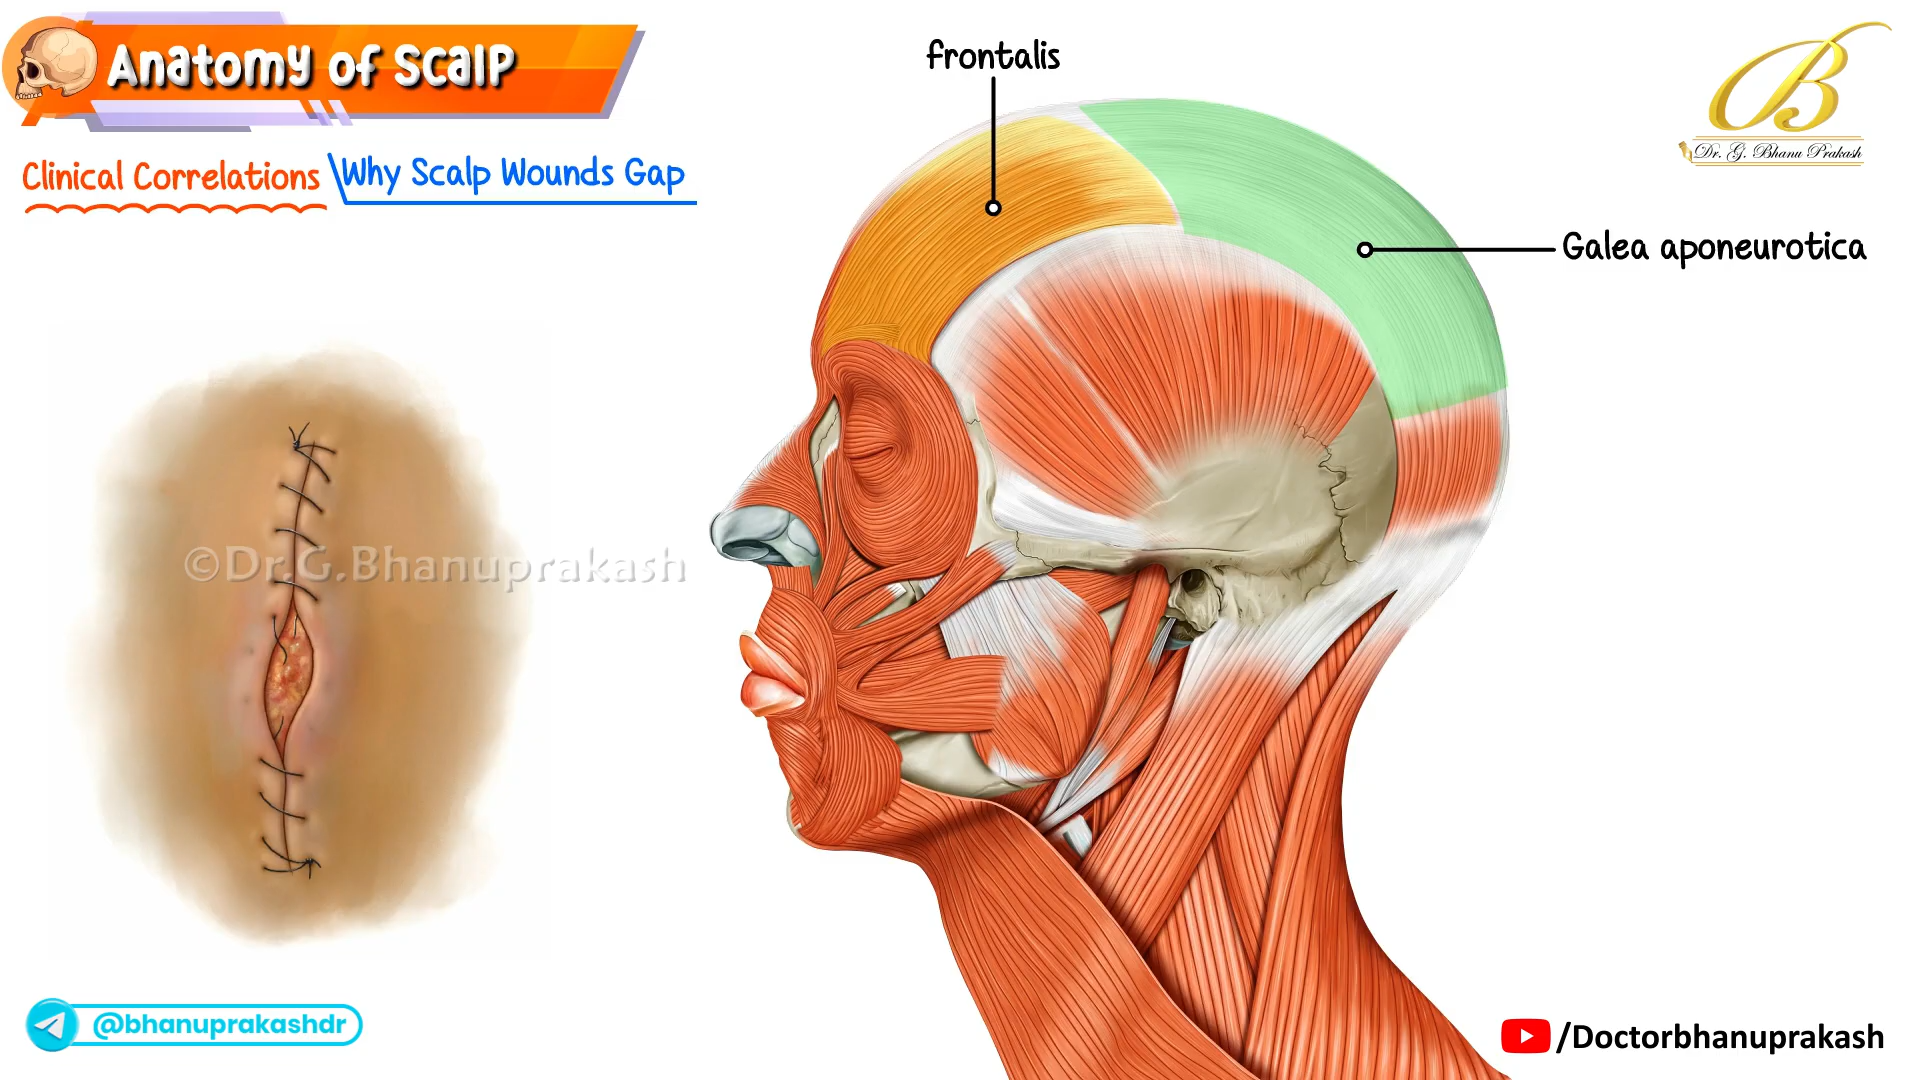 Anatomy of Scalp
Clinical Correlations
Why Scalp Wounds Gap
frontalis
Galea aponeurotica
B
Dr. G. Bhanu Prakash
©Dr.G.Bhanuprakash
@bhanuprakashdr
/Doctorbhanuprakash